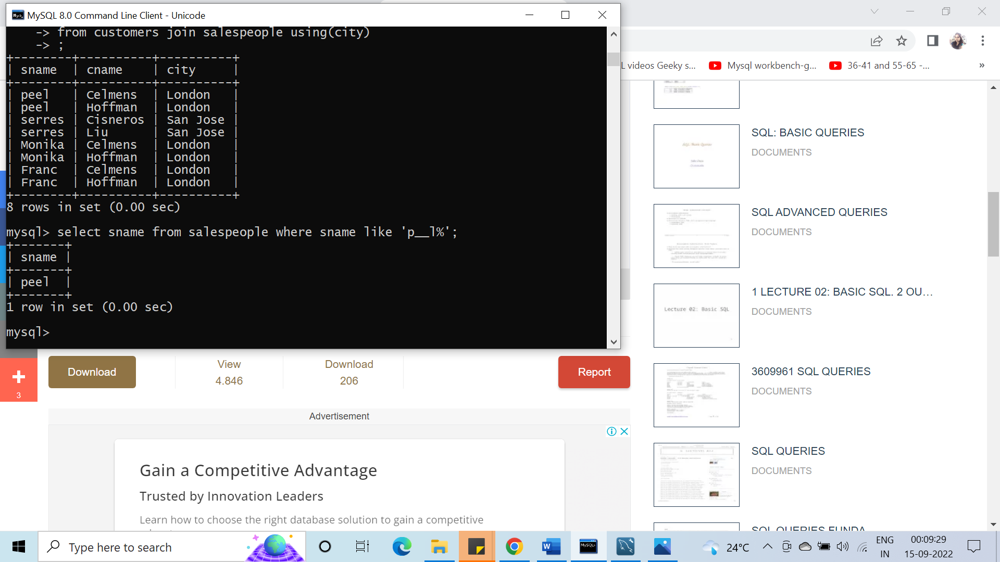 MySQL 8.0 Command Line Client - Unicode
    -> from customers join salespeople using(city)
    -> ;
+--------+----------+----------+
| sname  | cname    | city     |
+--------+----------+----------+
| peel   | Celmens  | London   |
| peel   | Hoffman  | London   |
| serres | Cisneros | San Jose |
| serres | Liu      | San Jose |
| Monika | Celmens  | London   |
| Monika | Hoffman  | London   |
| Franc  | Celmens  | London   |
| Franc  | Hoffman  | London   |
+--------+----------+----------+
8 rows in set (0.00 sec)
mysql> select sname from salespeople where sname like 'p__l%';
+-------+
| sname |
+-------+
| peel  |
+-------+
1 row in set (0.00 sec)
mysql>
L videos Geeky s...
Mysql workbench-g...
36-41 and 55-65 -...
»
SQL: BASIC QUERIES
DOCUMENTS
SQL ADVANCED QUERIES
DOCUMENTS
Lecture 02: Basic SQL
1 LECTURE 02: BASIC SQL. 2 OU...
DOCUMENTS
3609961 SQL QUERIES
DOCUMENTS
SQL QUERIES
DOCUMENTS
SQL QUERIES FUNDA
3
Download
View
4.846
Download
206
Report
Advertisement
Gain a Competitive Advantage
Trusted by Innovation Leaders
Learn how to choose the right database solution to gain a competitive
Type here to search
MySQL
24°C
ENG
IN
00:09:29
15-09-2022